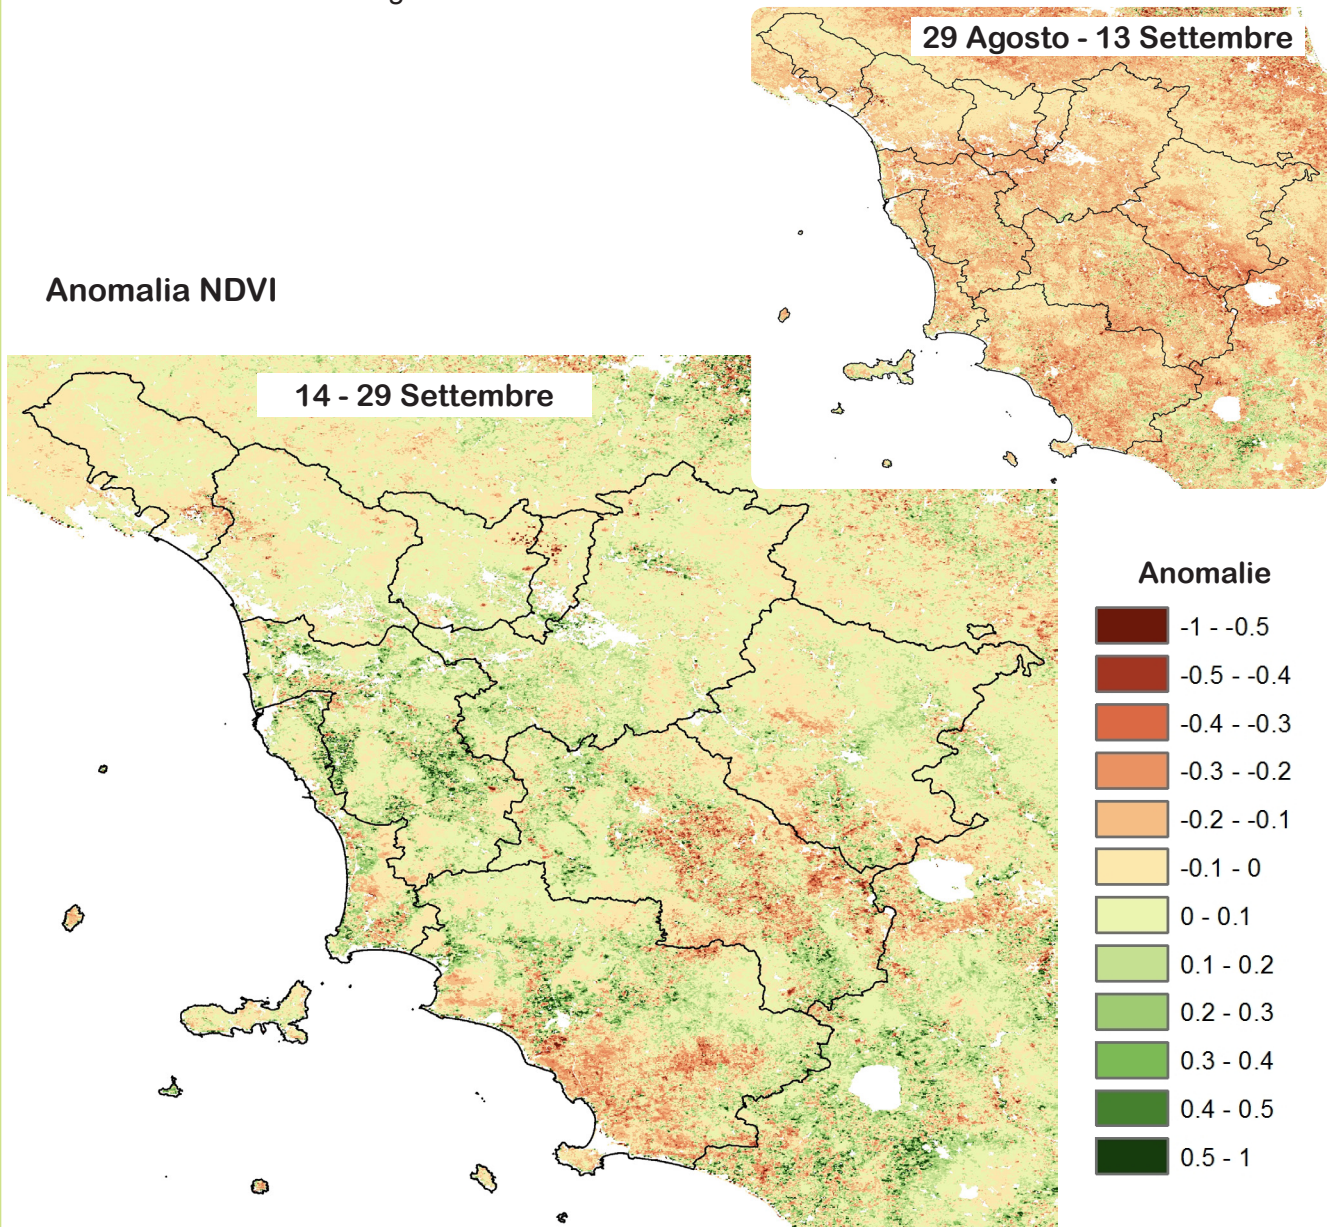 29 Agosto - 13 Settembre
Anomalia NDVI
14 - 29 Settembre
Anomalie
-1 - -0.5
-0.5 - -0.4
-0.4 - -0.3
-0.3 - -0.2
-0.2 - -0.1
-0.1 - 0
0 - 0.1
0.1 - 0.2
0.2 - 0.3
0.3 - 0.4
0.4 - 0.5
0.5 - 1